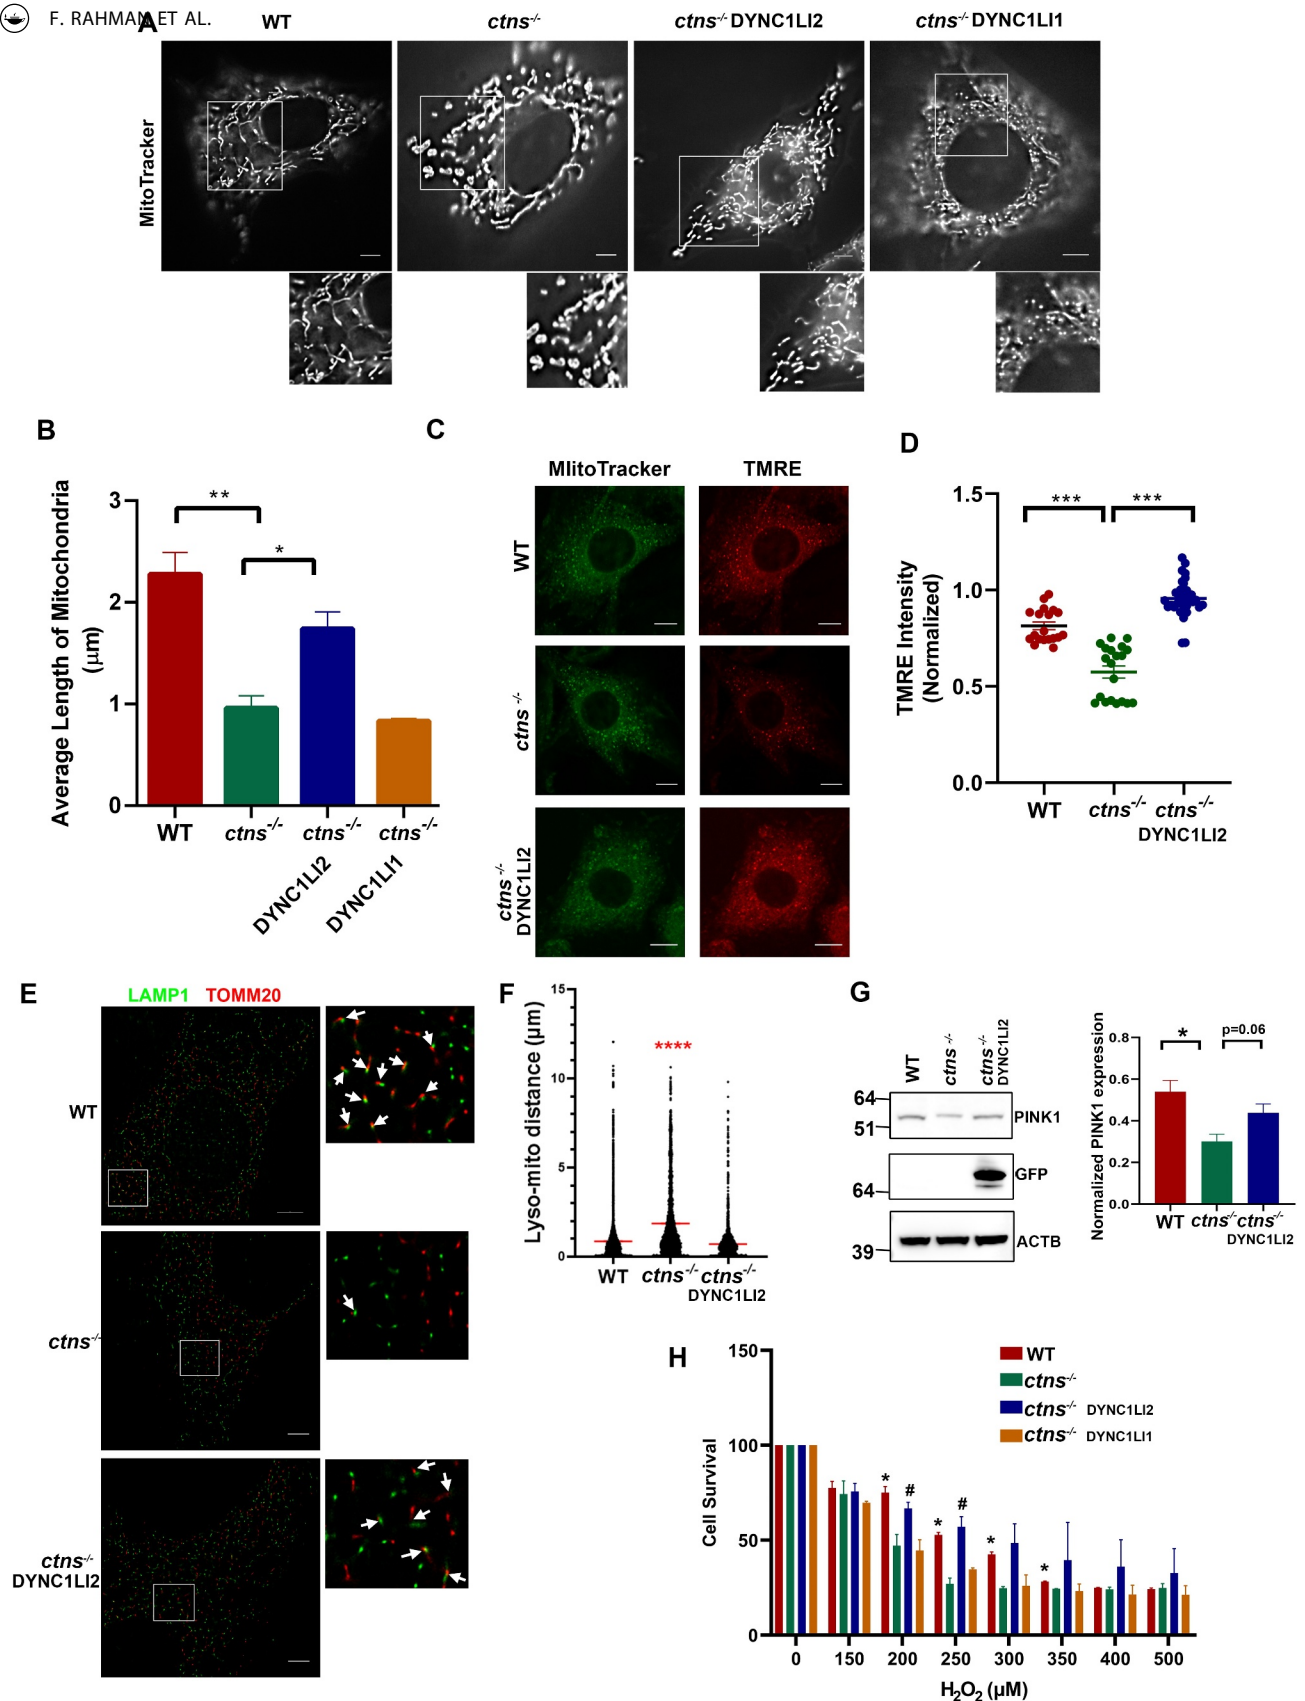 F. RAHMAN ET AL.
A
WT
ctns-/-
ctns-/- DYNC1LI2
ctns-/- DYNC1LI1
MitoTracker
B
Average Length of Mitochondria
(µm)
3
2
1
0
**
*
WT
ctns-/-
ctns-/-
DYNC1LI2
ctns-/-
DYNC1LI1
C
MlitoTracker
TMRE
WT
ctns -/-
ctns -/-
DYNC1LI2
D
TMRE Intensity
(Normalized)
1.5
1.0
0.5
0.0
***
***
WT
ctns-/-
ctns-/-
DYNC1LI2
E
LAMP1 TOMM20
WT
ctns-/-
ctns-/-
DYNC1LI2
F
Lyso-mito distance (µm)
15
10
5
0
****
WT
ctns-/-
ctns-/-
DYNC1LI2
G
WT
ctns -/-
ctns -/-
DYNC1LI2
64
51
PINK1
64
GFP
39
ACTB
Normalized PINK1 expression
0.8
0.6
0.4
0.2
0.0
*
p=0.06
WT
ctns-/-
ctns-/-
DYNC1LI2
H
Cell Survival
150
100
50
0
WT
ctns-/-
ctns-/- DYNC1LI2
ctns-/- DYNC1LI1
*
#
*
#
*
*
0 150 200 250 300 350 400 500
H2O2 (µM)